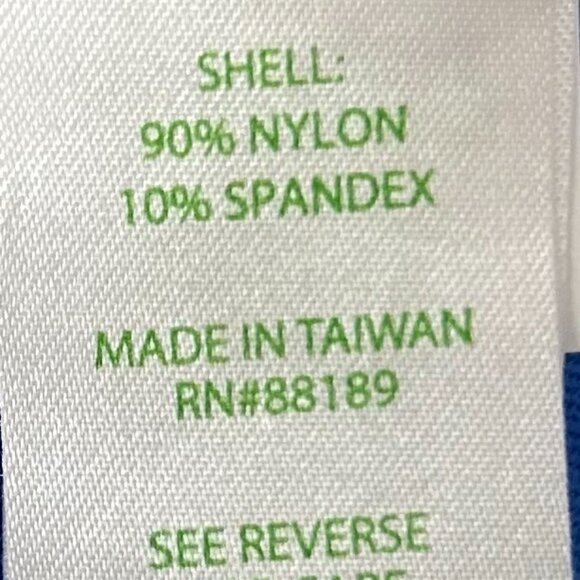 SHELL:
90% NYLON
10% SPANDEX
MADE IN TAIWAN
RN#88189
SEE REVERSE